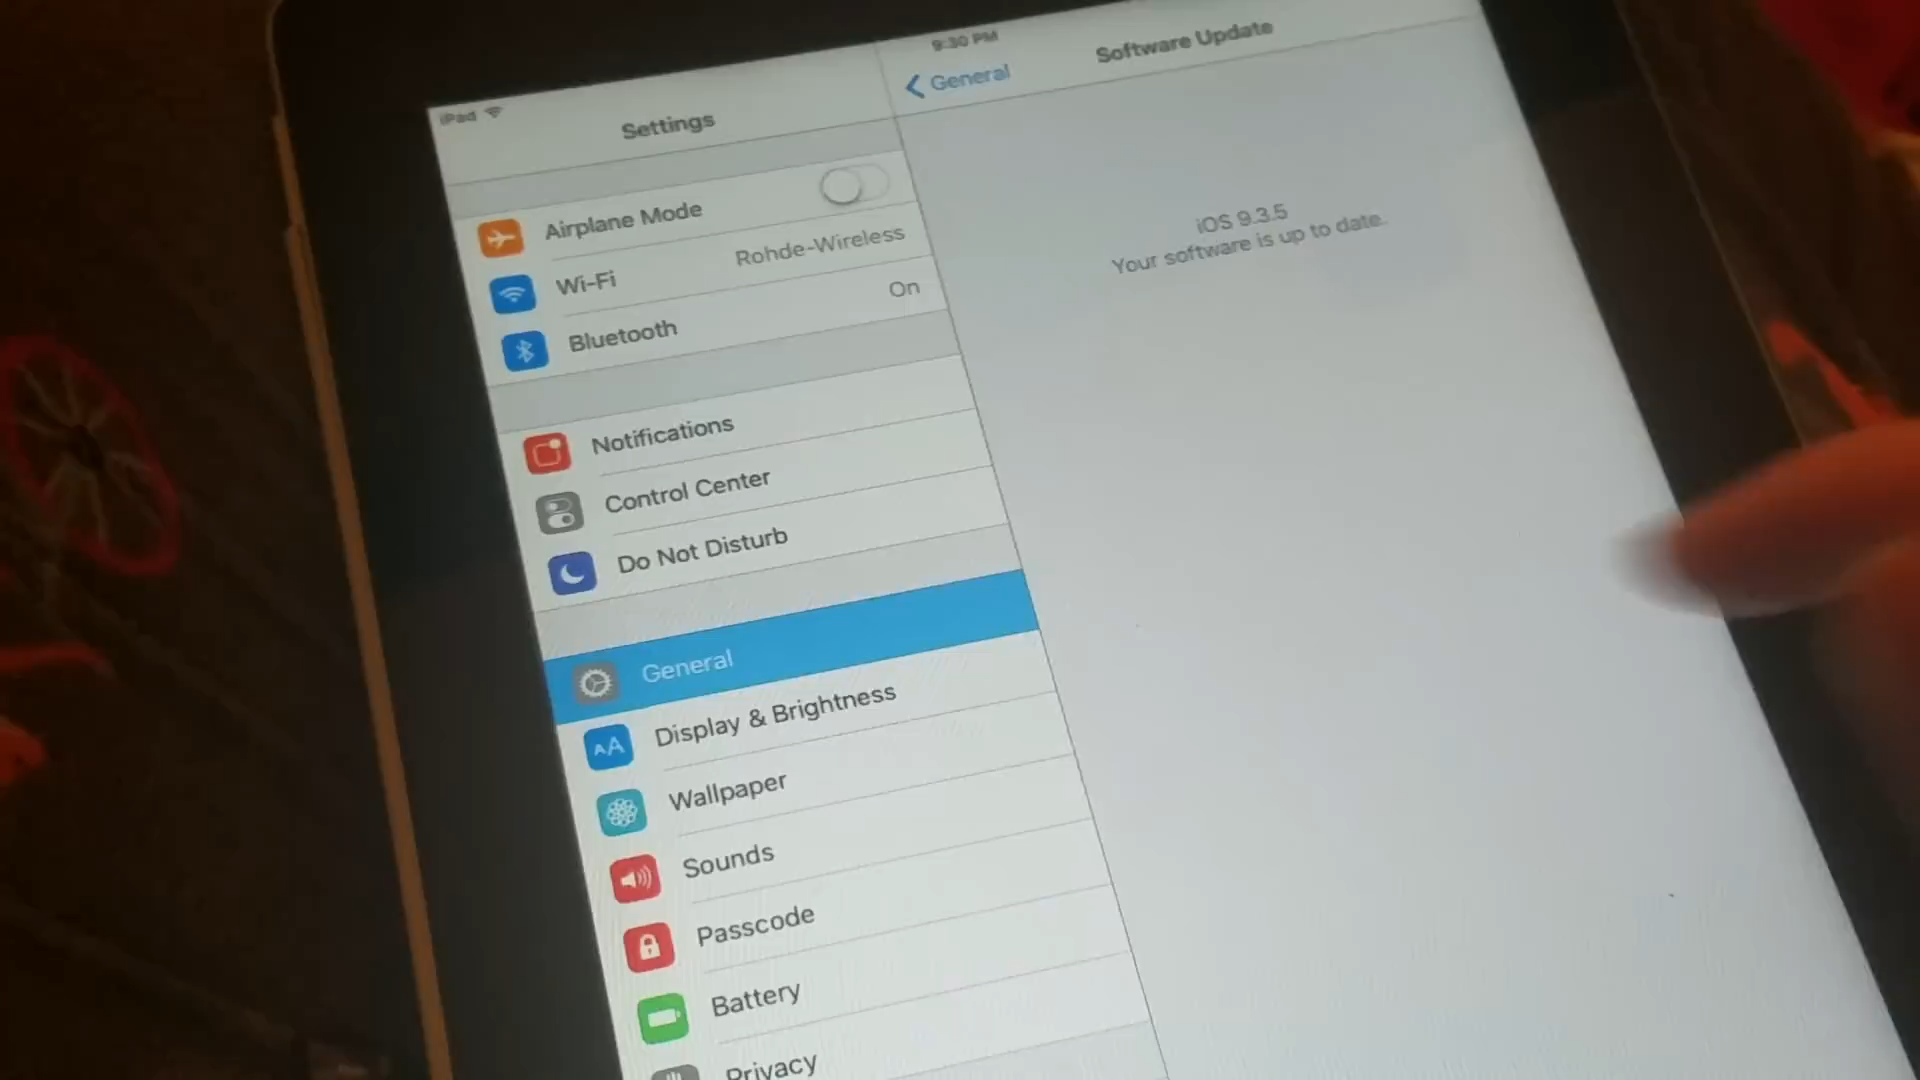 iPad
9:30 PM
Settings
General
Software Update
Airplane Mode
Wi-Fi
Rohde-Wireless
Bluetooth
On
Notifications
Control Center
Do Not Disturb
General
AA
Display & Brightness
Wallpaper
Sounds
Passcode
Battery
Privacy
iOS 9.3.5
Your software is up to date.